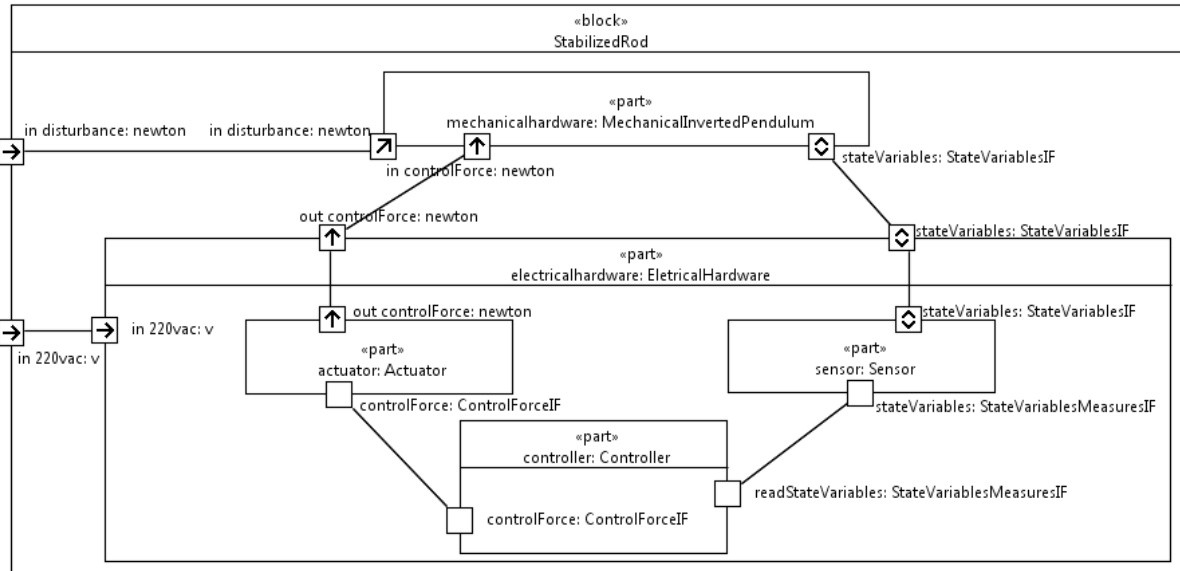 «block»
StabilizedRod
«part»
mechanicalhardware: MechanicalInvertedPendulum
in disturbance: newton
in disturbance: newton
in controlForce: newton
stateVariables: StateVariablesIF
out controlForce: newton
stateVariables: StateVariablesIF
«part»
electricalhardware: EletricalHardware
in 220vac: v
in 220vac: v
out controlForce: newton
stateVariables: StateVariablesIF
«part»
actuator: Actuator
«part»
sensor: Sensor
controlForce: ControlForceIF
stateVariables: StateVariablesMeasuresIF
«part»
controller: Controller
readStateVariables: StateVariablesMeasuresIF
controlForce: ControlForceIF